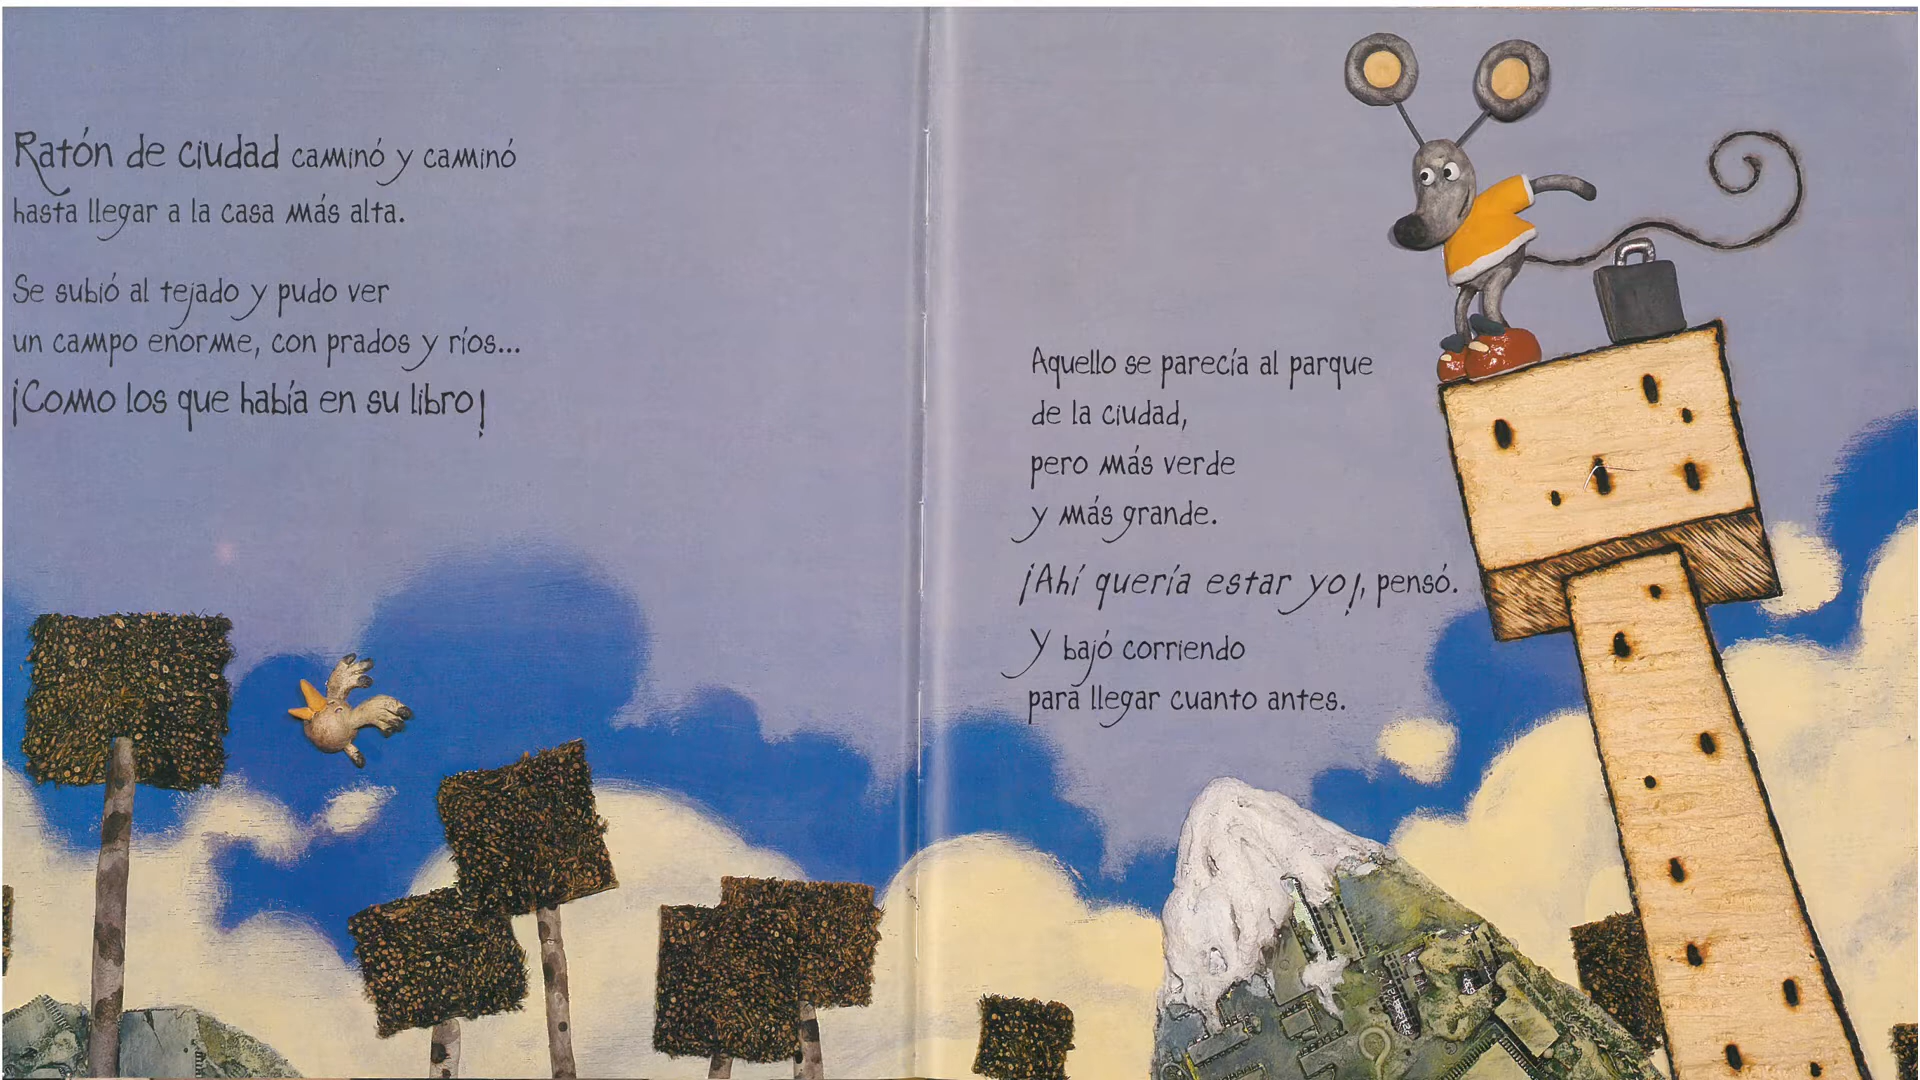 Ratón de ciudad caminó y caminó
hasta llegar a la casa más alta.
Se subió al tejado y pudo ver
un campo enorme, con prados y ríos...
¡Como los que había en su libro!
Aquello se parecía al parque
de la ciudad,
pero más verde
y más grande.
¡Ahí quería estar yo!, pensó.
Y bajó corriendo
para llegar cuanto antes.